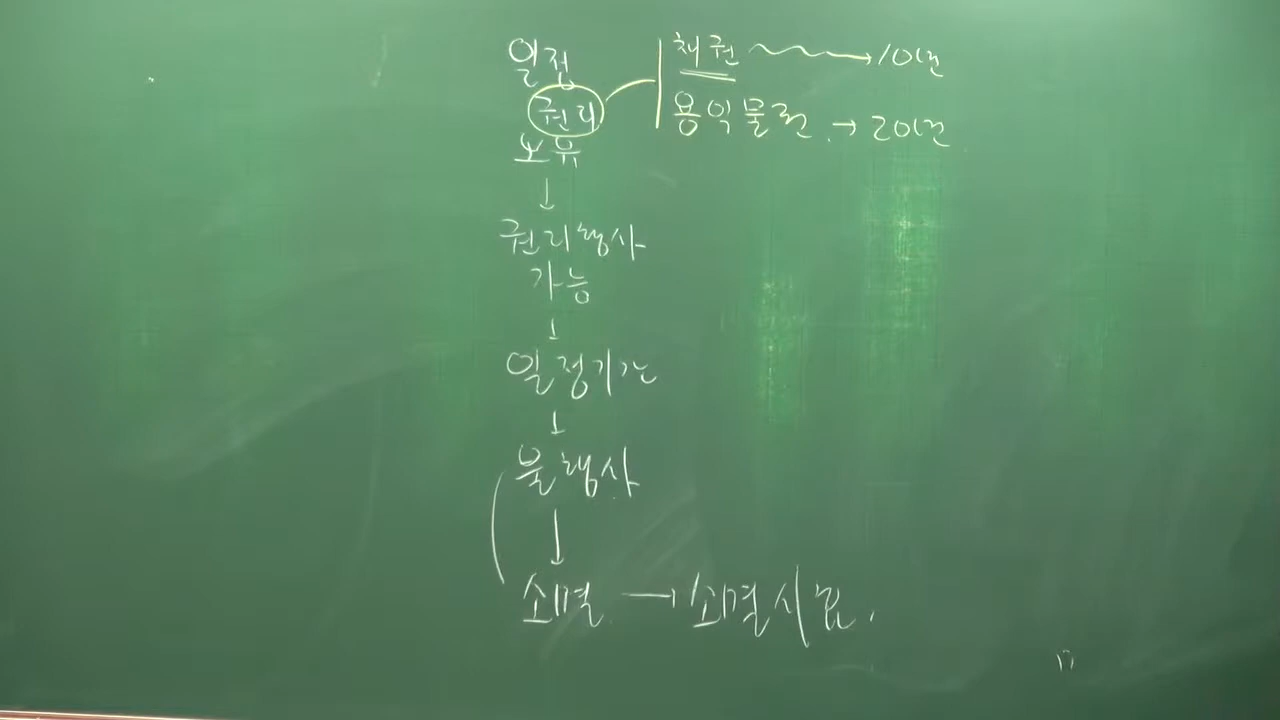 일정 채권 → 10년
권리 용익물권 → 20년
보유
↓
권리행사
가능
↓
일정기간
↓
불행사
↓
소멸 → 소멸시효.